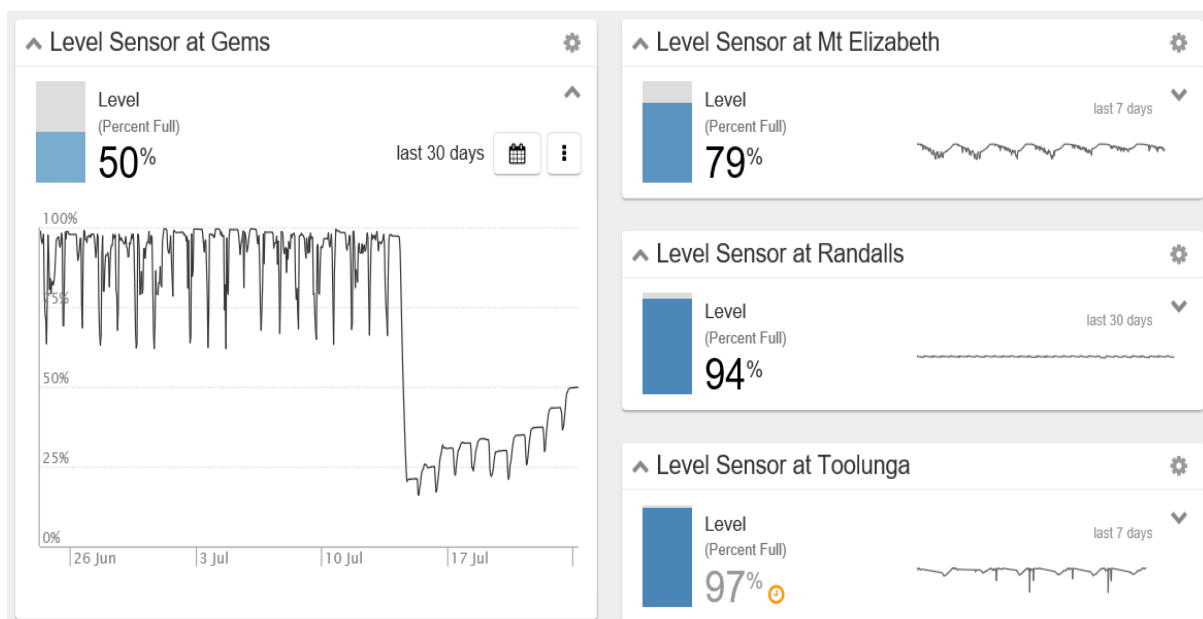 Level Sensor at Gems
Level
(Percent Full)
50%
last 30 days
100%
75%
50%
25%
0%
26 Jun
3 Jul
10 Jul
17 Jul
Level Sensor at Mt Elizabeth
Level
(Percent Full)
79%
last 7 days
Level Sensor at Randalls
Level
(Percent Full)
94%
last 30 days
Level Sensor at Toolunga
Level
(Percent Full)
97%
last 7 days